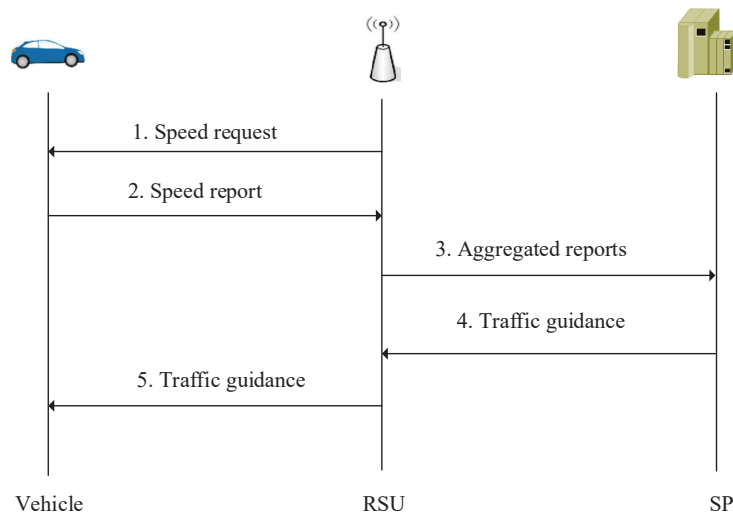 1. Speed request
2. Speed report
3. Aggregated reports
4. Traffic guidance
5. Traffic guidance
Vehicle
RSU
SP